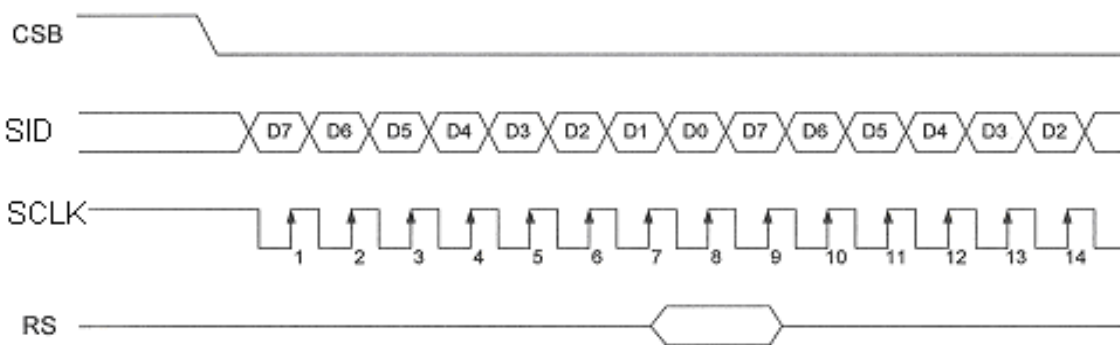 CSB
SID D7 D6 D5 D4 D3 D2 D1 D0 D7 D6 D5 D4 D3 D2
SCLK
1 2 3 4 5 6 7 8 9 10 11 12 13 14
RS